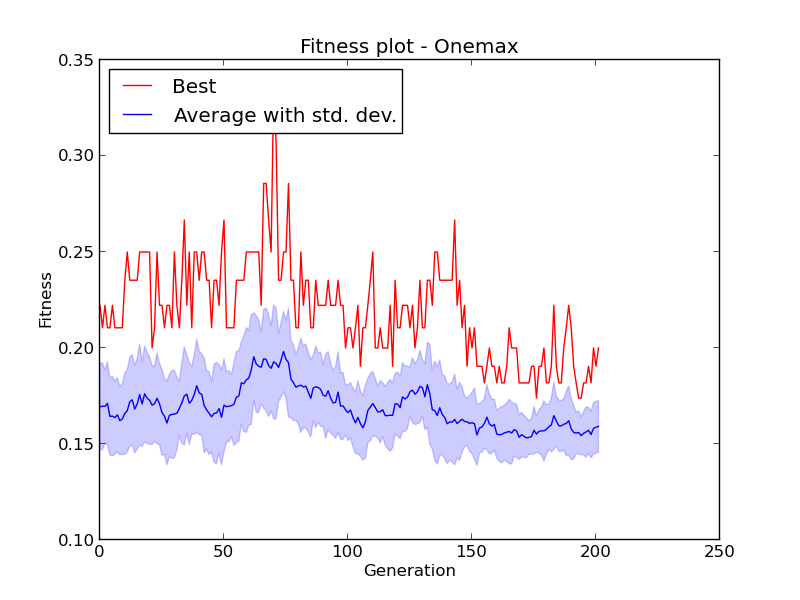 Fitness plot - Onemax
Best
Average with std. dev.
0.35
0.30
0.25
0.20
0.15
0.10
Fitness
0 50 100 150 200 250
Generation